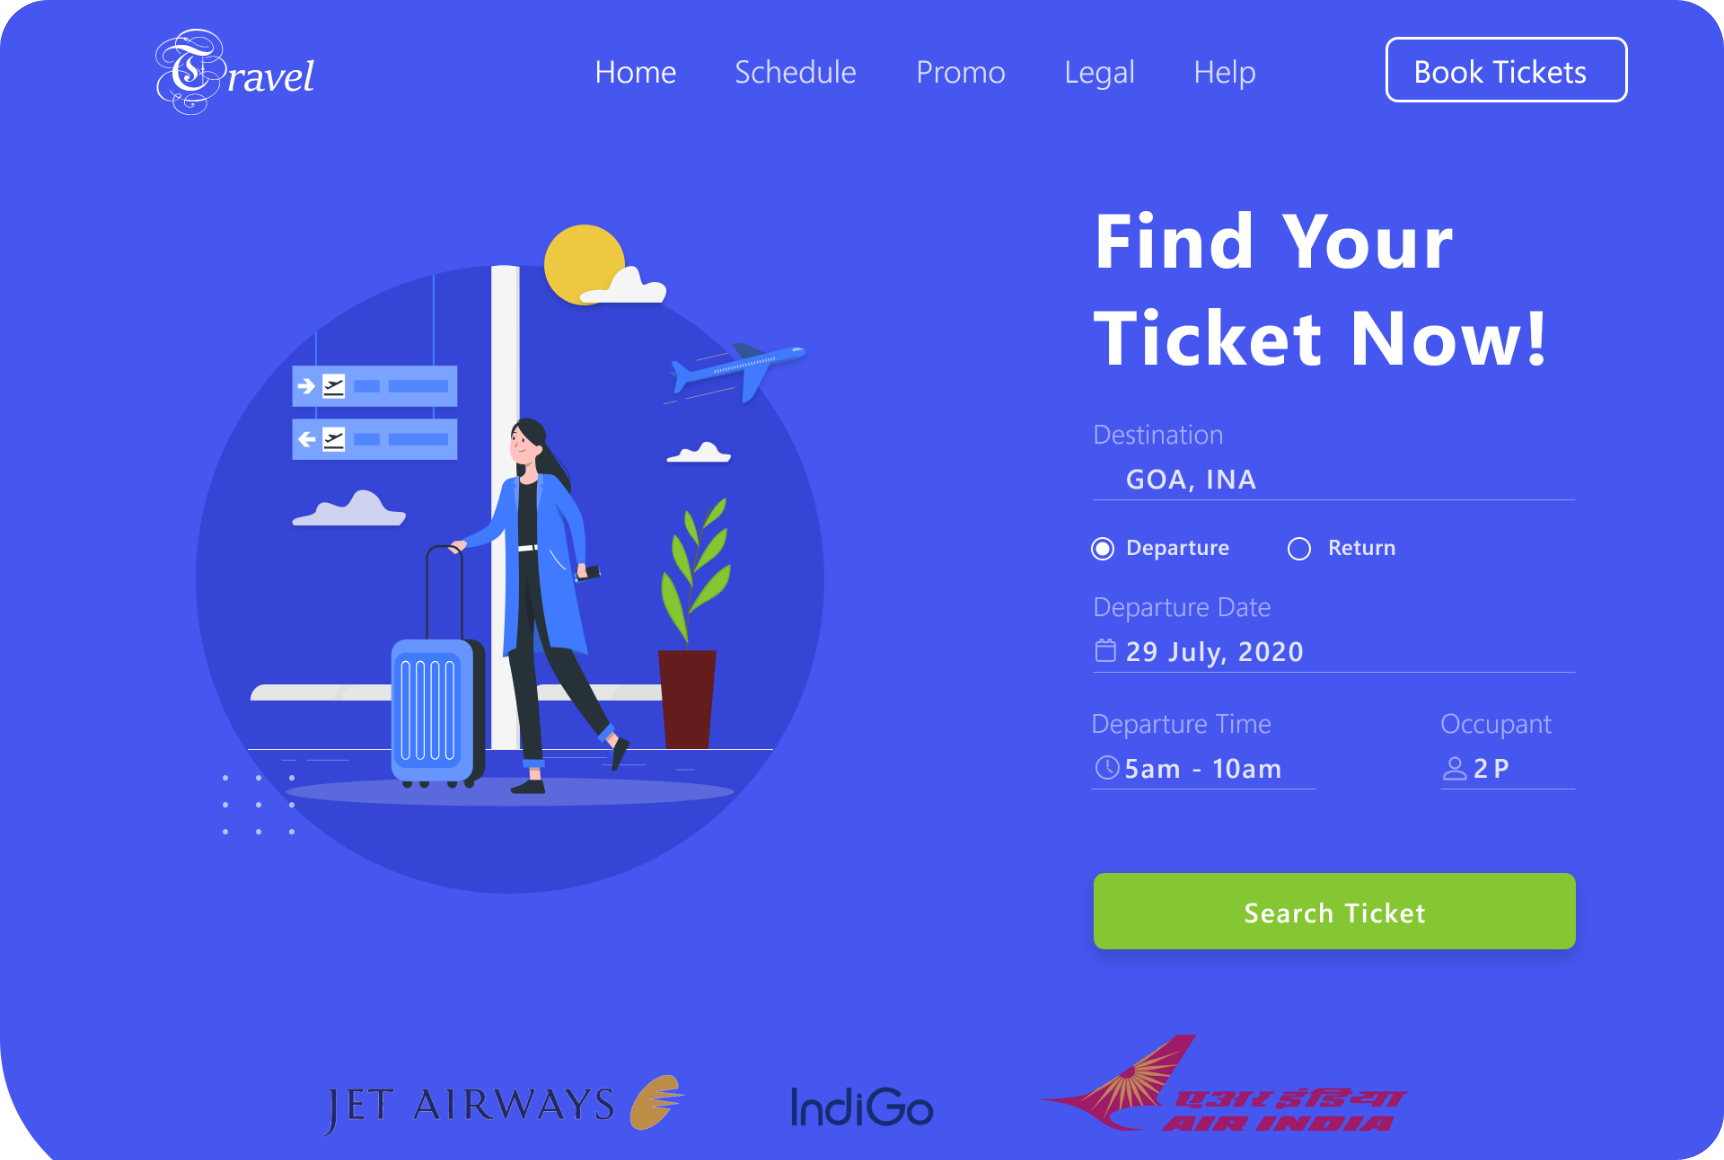 Travel
Home Schedule Promo Legal Help Book Tickets
Find Your
Ticket Now!
Destination
GOA, INA
Departure Return
Departure Date
29 July, 2020
Departure Time Occupant
5am - 10am 2 P
Search Ticket
JET AIRWAYS
IndiGo
एअर इंडिया
AIR INDIA